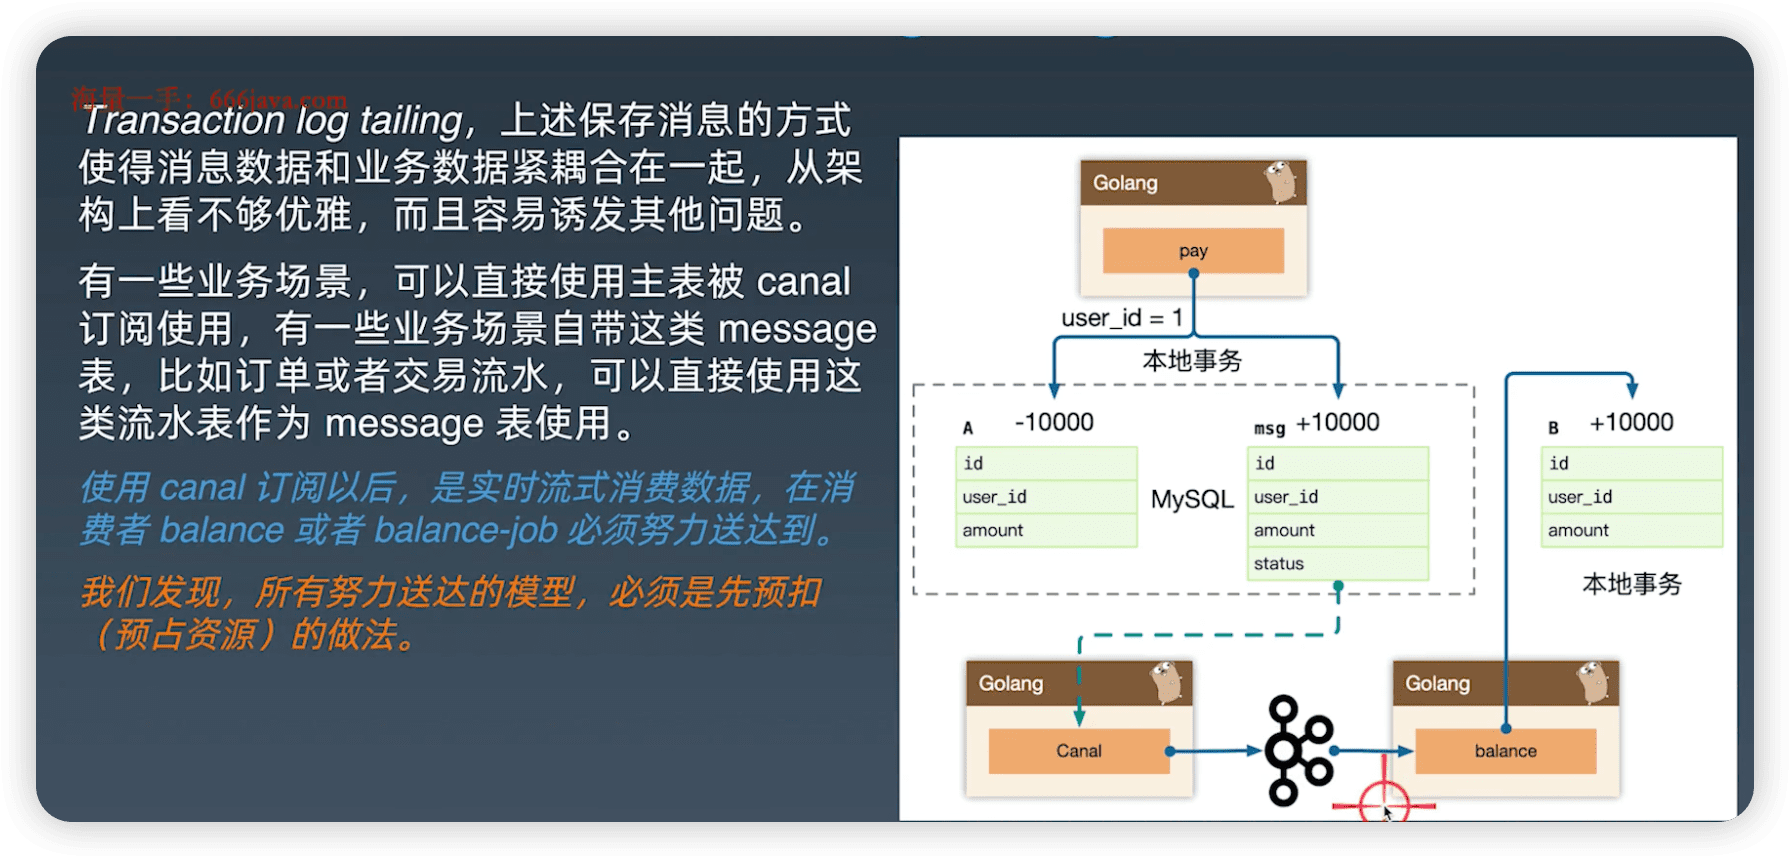 海量一手：666java.com
Transaction log tailing，上述保存消息的方式
使得消息数据和业务数据紧耦合在一起，从架
构上看不够优雅，而且容易诱发其他问题。
有一些业务场景，可以直接使用主表被 canal
订阅使用，有一些业务场景自带这类 message
表，比如订单或者交易流水，可以直接使用这
类流水表作为 message 表使用。
使用 canal 订阅以后，是实时流式消费数据，在消
费者 balance 或者 balance-job 必须努力送达到。
我们发现，所有努力送达的模型，必须是先预扣
（预占资源）的做法。
Golang
pay
user_id = 1
本地事务
A -10000
id
user_id
amount
MySQL
msg +10000
id
user_id
amount
status
B +10000
id
user_id
amount
本地事务
Golang
Canal
Golang
balance